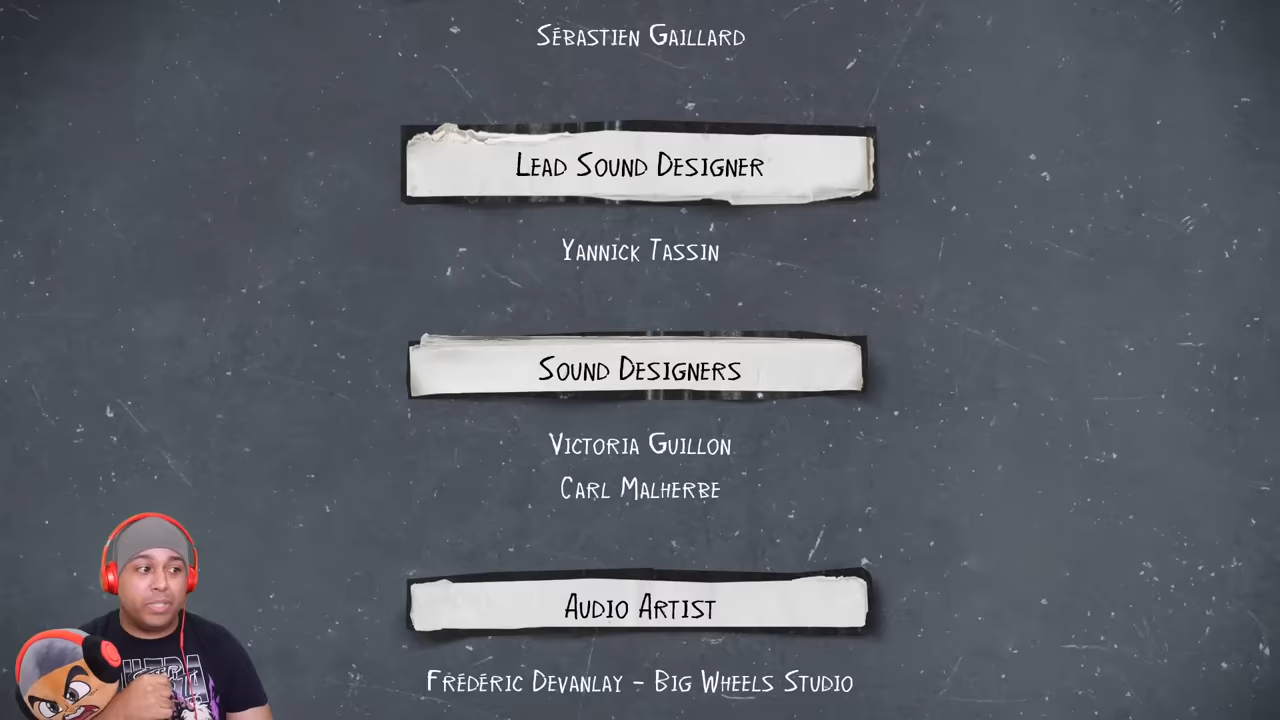 Sébastien Gaillard
Lead Sound Designer
Yannick Tassin
Sound Designers
Victoria Guillon
Carl Malherbe
Audio Artist
Frédéric Devanlay – Big Wheels Studio